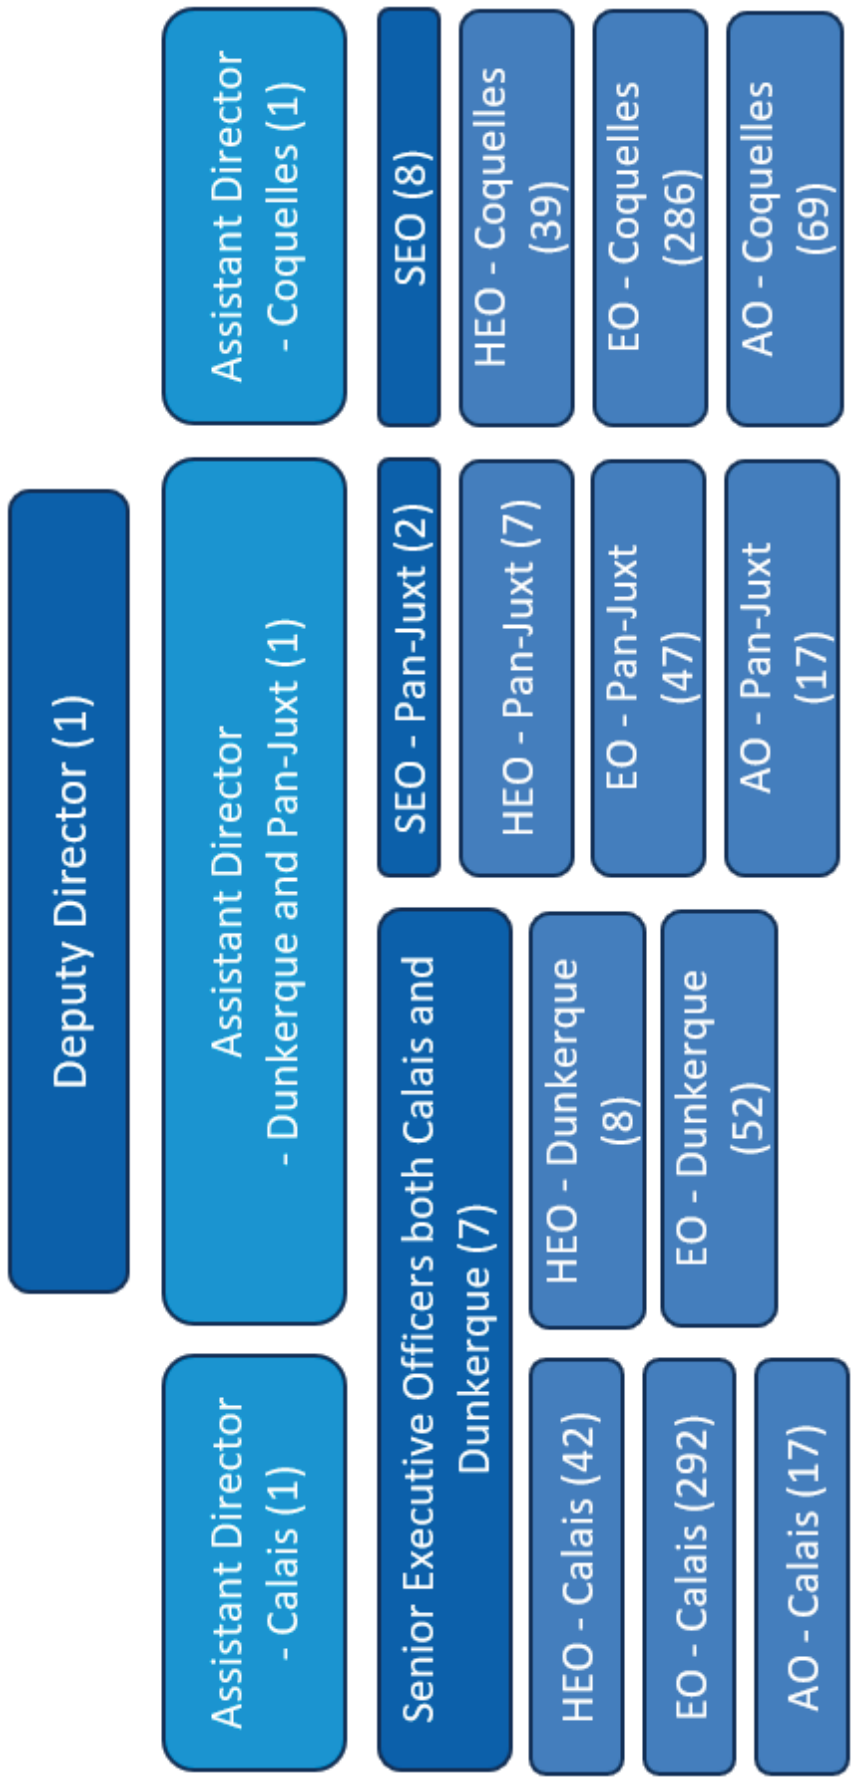 Deputy Director (1)
Assistant Director
- Calais (1)
Assistant Director
- Dunkerque and Pan-Juxt (1)
Assistant Director
- Coquelles (1)
Senior Executive Officers both Calais and
Dunkerque (7)
SEO - Pan-Juxt (2)
SEO (8)
HEO - Calais (42)
HEO - Dunkerque
(8)
HEO - Pan-Juxt (7)
HEO - Coquelles
(39)
EO - Calais (292)
EO - Dunkerque
(52)
EO - Pan-Juxt
(47)
EO - Coquelles
(286)
AO - Calais (17)
AO - Pan-Juxt
(17)
AO - Coquelles
(69)